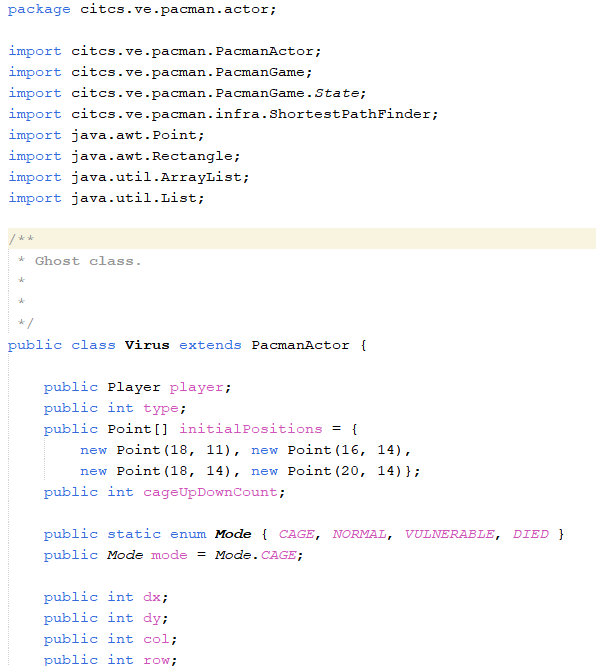 package citcs.ve.pacman.actor;
import citcs.ve.pacman.PacmanActor;
import citcs.ve.pacman.PacmanGame;
import citcs.ve.pacman.PacmanGame.State;
import citcs.ve.pacman.infra.ShortestPathFinder;
import java.awt.Point;
import java.awt.Rectangle;
import java.util.ArrayList;
import java.util.List;
/**
 * Ghost class.
 *
 *
 */
public class Virus extends PacmanActor {
    public Player player;
    public int type;
    public Point[] initialPositions = {
        new Point(18, 11), new Point(16, 14),
        new Point(18, 14), new Point(20, 14)};
    public int cageUpDownCount;
    public static enum Mode { CAGE, NORMAL, VULNERABLE, DIED }
    public Mode mode = Mode.CAGE;
    public int dx;
    public int dy;
    public int col;
    public int row;